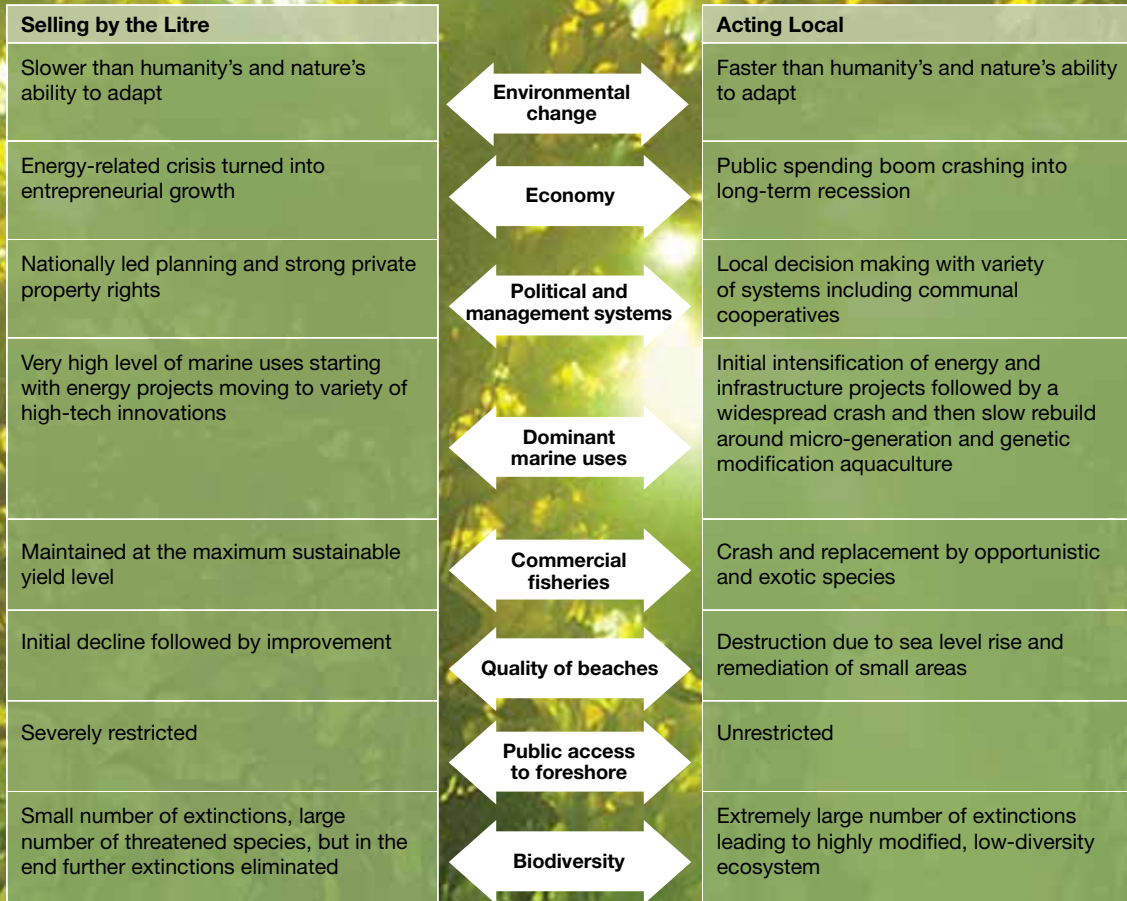 Selling by the Litre
Acting Local
Slower than humanity's and nature's
ability to adapt
Environmental
change
Faster than humanity's and nature's ability
to adapt
Energy-related crisis turned into
entrepreneurial growth
Economy
Public spending boom crashing into
long-term recession
Nationally led planning and strong private
property rights
Political and
management systems
Local decision making with variety
of systems including communal
cooperatives
Very high level of marine uses starting
with energy projects moving to variety of
high-tech innovations
Dominant
marine uses
Initial intensification of energy and
infrastructure projects followed by a
widespread crash and then slow rebuild
around micro-generation and genetic
modification aquaculture
Maintained at the maximum sustainable
yield level
Commercial
fisheries
Crash and replacement by opportunistic
and exotic species
Initial decline followed by improvement
Quality of beaches
Destruction due to sea level rise and
remediation of small areas
Severely restricted
Public access
to foreshore
Unrestricted
Small number of extinctions, large
number of threatened species, but in the
end further extinctions eliminated
Biodiversity
Extremely large number of extinctions
leading to highly modified, low-diversity
ecosystem